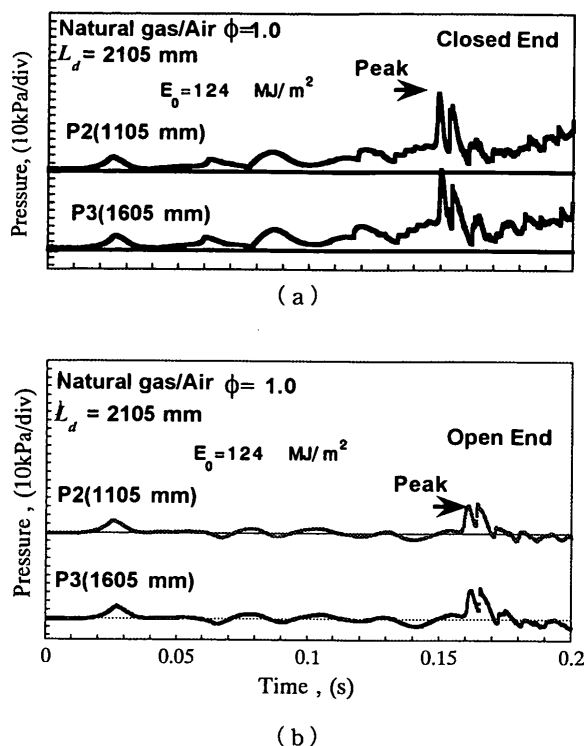 Natural gas/Air ϕ=1.0
Closed End
L_d = 2105 mm
Peak
E_0 = 124 MJ/m²
P2(1105 mm)
P3(1605 mm)
Pressure, (10kPa/div)
(a)
Natural gas/Air ϕ= 1.0
L_d = 2105 mm
Open End
E_0 = 124 MJ/m²
Peak
P2(1105 mm)
P3(1605 mm)
Pressure , (10kPa/div)
0 0.05 0.1 0.15 0.2
Time , (s)
(b)